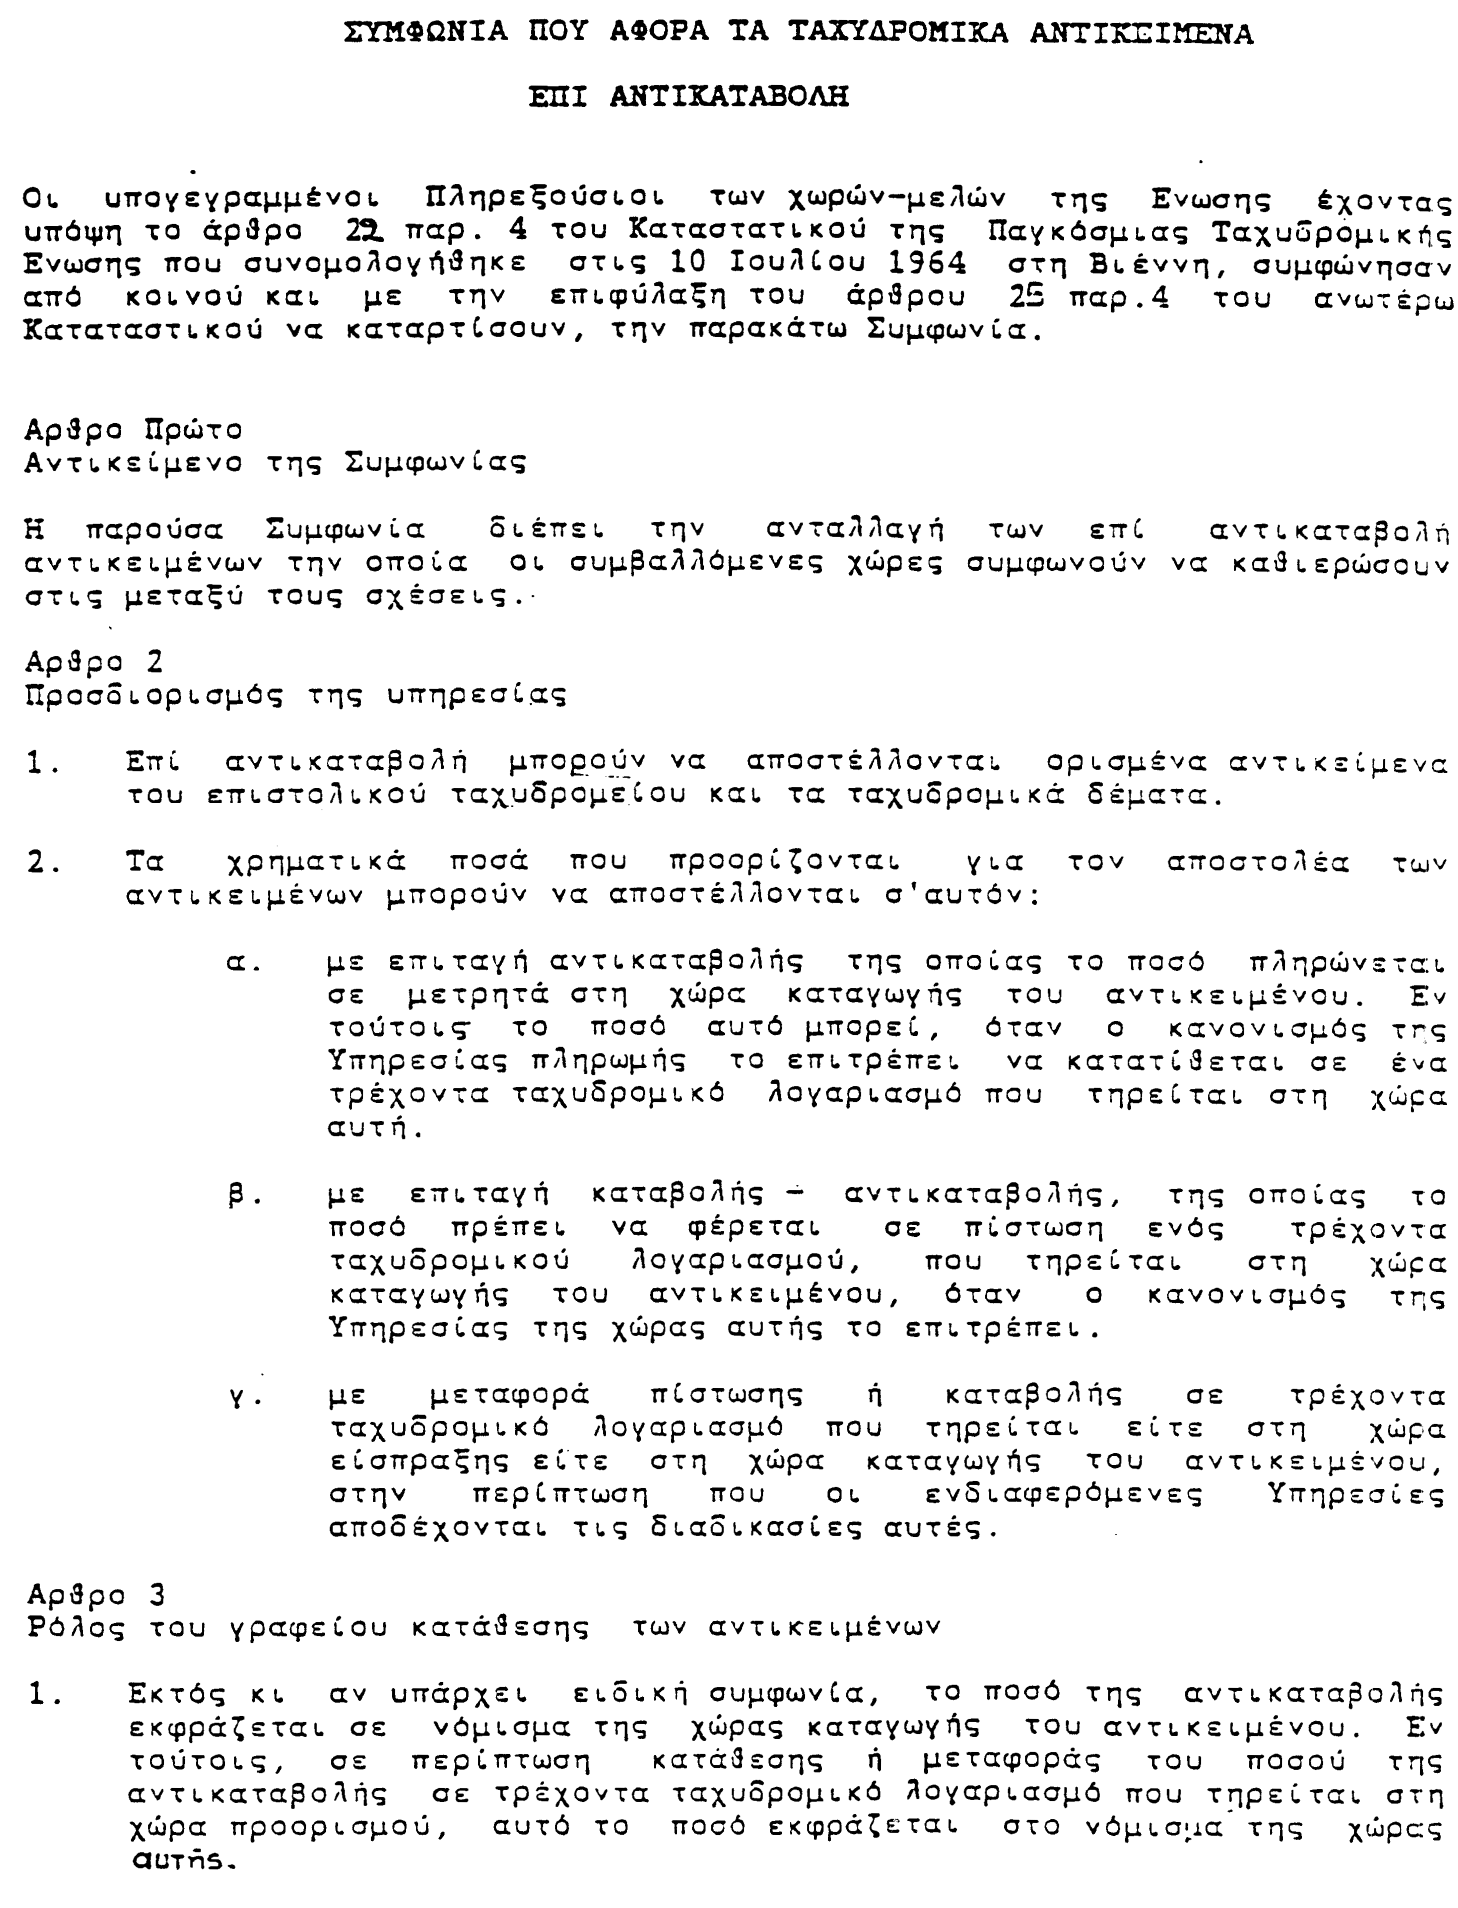 ΣΥΜΦΩΝΙΑ ΠΟΥ ΑΦΟΡΑ ΤΑ ΤΑΧΥΔΡΟΜΙΚΑ ΑΝΤΙΚΕΙΜΕΝΑ
ΕΠΙ ΑΝΤΙΚΑΤΑΒΟΛΗ
Οι υπογεγραμμένοι Πληρεξούσιοι των χωρών-μελών της Ενωσης έχοντας
υπόψη το άρθρο 22 παρ. 4 του Καταστατικού της Παγκόσμιας Ταχυδρομικής
Ενωσης που συνομολογήθηκε στις 10 Ιουλίου 1964 στη Βιέννη, συμφώνησαν
από κοινού και με την επιφύλαξη του άρθρου 25 παρ.4 του ανωτέρω
Καταταστικού να καταρτίσουν, την παρακάτω Συμφωνία.
Αρθρο Πρώτο
Αντικείμενο της Συμφωνίας
Η παρούσα Συμφωνία διέπει την ανταλλαγή των επί αντικαταβολή
αντικειμένων την οποία οι συμβαλλόμενες χώρες συμφωνούν να καθιερώσουν
στις μεταξύ τους σχέσεις.
Αρθρο 2
Προσδιορισμός της υπηρεσίας
1. Επί αντικαταβολή μπορούν να αποστέλλονται ορισμένα αντικείμενα
του επιστολικού ταχυδρομείου και τα ταχυδρομικά δέματα.
2. Τα χρηματικά ποσά που προορίζονται για τον αποστολέα των
αντικειμένων μπορούν να αποστέλλονται σ'αυτόν:
α. με επιταγή αντικαταβολής της οποίας το ποσό πληρώνεται
σε μετρητά στη χώρα καταγωγής του αντικειμένου. Εν
τούτοις το ποσό αυτό μπορεί, όταν ο κανονισμός της
Υπηρεσίας πληρωμής το επιτρέπει να κατατίθεται σε ένα
τρέχοντα ταχυδρομικό λογαριασμό που τηρείται στη χώρα
αυτή.
β. με επιταγή καταβολής - αντικαταβολής, της οποίας το
ποσό πρέπει να φέρεται σε πίστωση ενός τρέχοντα
ταχυδρομικού λογαριασμού, που τηρείται στη χώρα
καταγωγής του αντικειμένου, όταν ο κανονισμός της
Υπηρεσίας της χώρας αυτής το επιτρέπει.
γ. με μεταφορά πίστωσης ή καταβολής σε τρέχοντα
ταχυδρομικό λογαριασμό που τηρείται είτε στη χώρα
είσπραξης είτε στη χώρα καταγωγής του αντικειμένου,
στην περίπτωση που οι ενδιαφερόμενες Υπηρεσίες
αποδέχονται τις διαδικασίες αυτές.
Αρθρο 3
Ρόλος του γραφείου κατάθεσης των αντικειμένων
1. Εκτός κι αν υπάρχει ειδική συμφωνία, το ποσό της αντικαταβολής
εκφράζεται σε νόμισμα της χώρας καταγωγής του αντικειμένου. Εν
τούτοις, σε περίπτωση κατάθεσης ή μεταφοράς του ποσού της
αντικαταβολής σε τρέχοντα ταχυδρομικό λογαριασμό που τηρείται στη
χώρα προορισμού, αυτό το ποσό εκφράζεται στο νόμισμα της χώρας
αυτής.